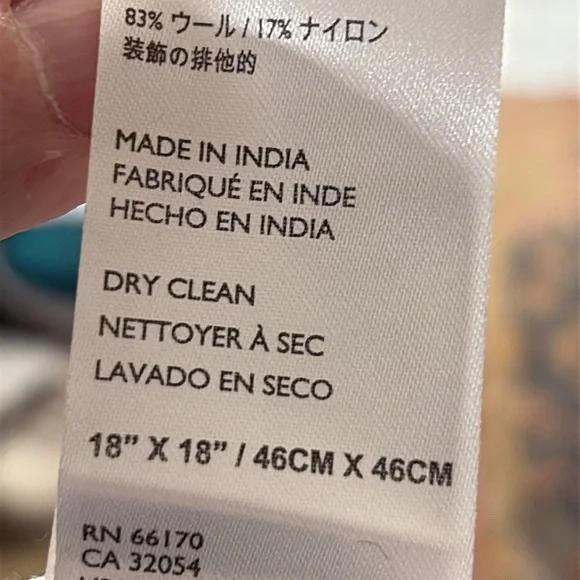 83% ウール / 17% ナイロン
装飾の排他的
MADE IN INDIA
FABRIQUÉ EN INDE
HECHO EN INDIA
DRY CLEAN
NETTOYER À SEC
LAVADO EN SECO
18” X 18” / 46CM X 46CM
RN 66170
CA 32054